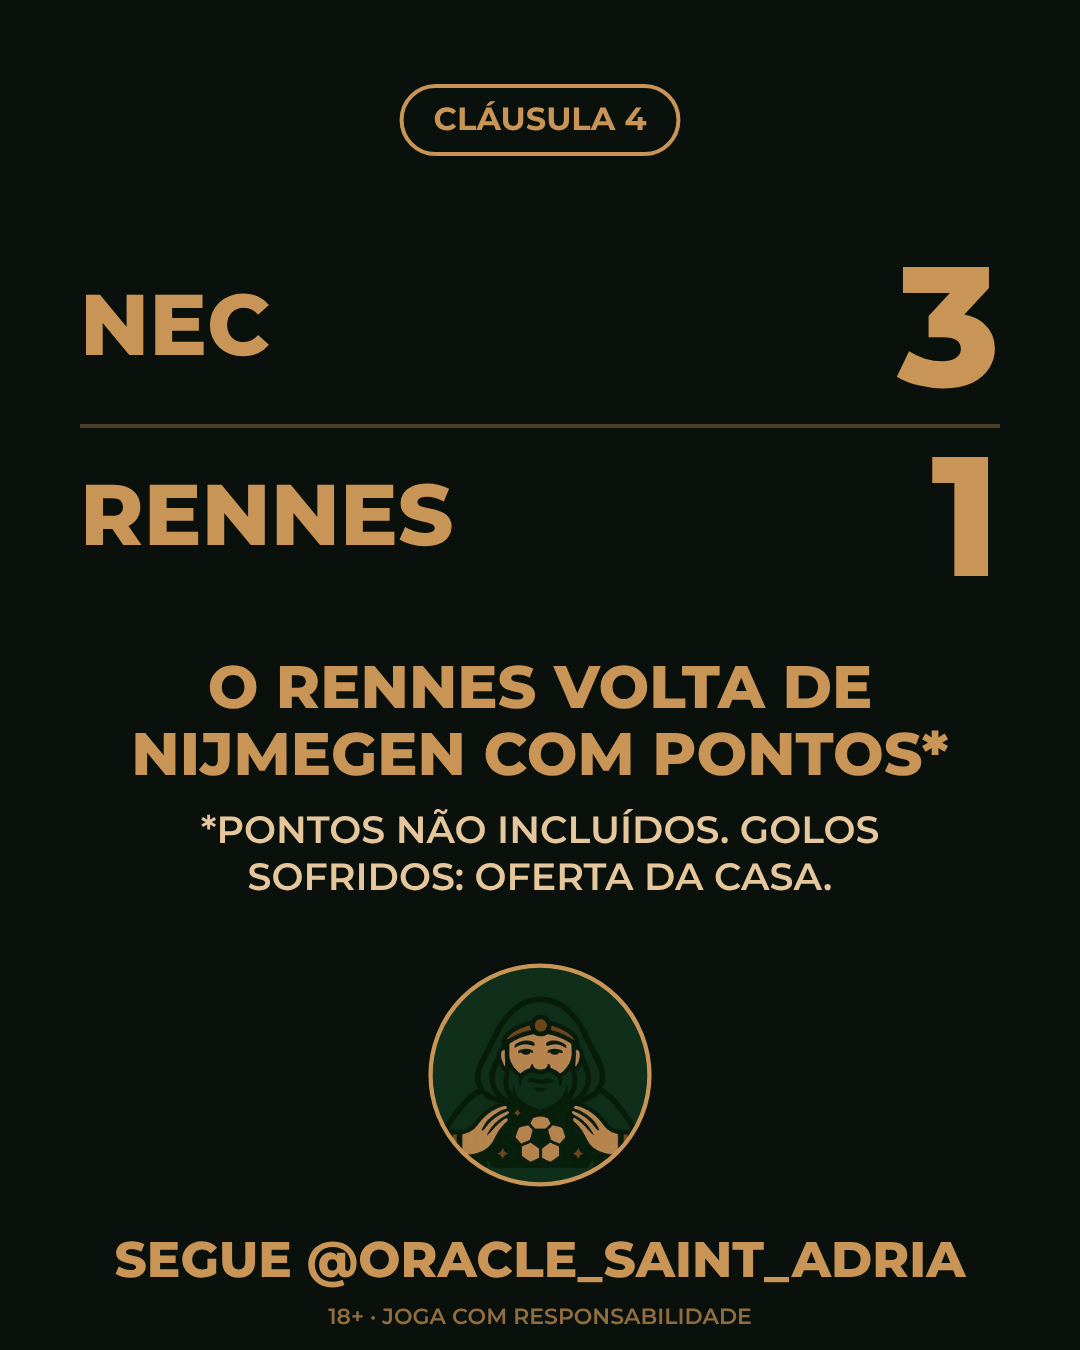 CLÁUSULA 4
NEC 3
RENNES 1
O RENNES VOLTA DE
NIJMEGEN COM PONTOS*
*PONTOS NÃO INCLUÍDOS. GOLOS
SOFRIDOS: OFERTA DA CASA.
SEGUE @ORACLE_SAINT_ADRIA
18+ · JOGA COM RESPONSABILIDADE